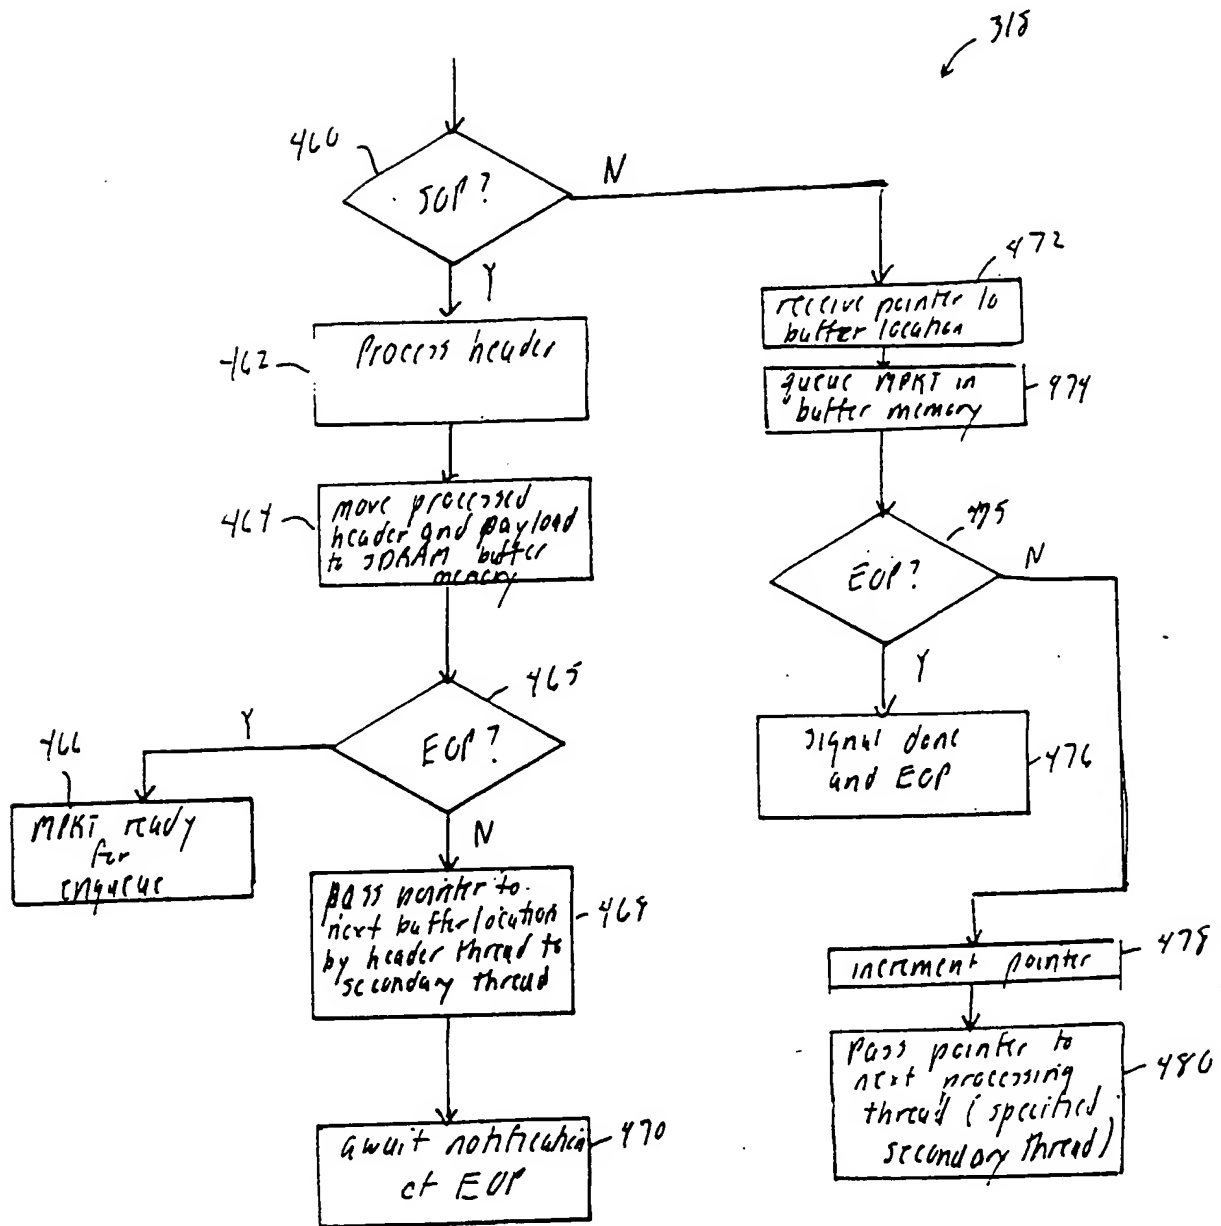 318
460
SOP?
N
Y
462
Process header
464
move processed
header and payload
to SDRAM buffer
memory
465
EOP?
Y
466
MPKT ready
for
enqueue
N
pass pointer to
next buffer location
by header thread to
secondary thread
468
await notification
of EOP
470
472
receive pointer to
buffer location
queue MPKT in
buffer memory
474
475
EOP?
N
Y
signal done
and EOP
476
increment pointer
478
Pass pointer to
next processing
thread (specified
secondary thread)
480